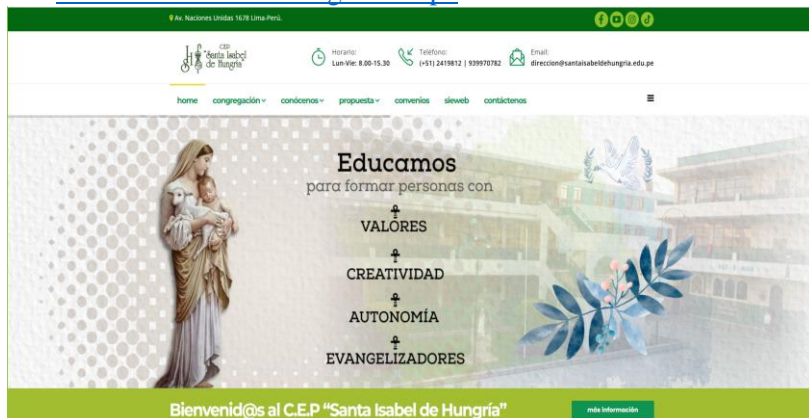 Av. Naciones Unidas 1678 Lima-Perú.
CEP
"Santa Isabel
de Hungría"
Horario:
Lun-Vie: 8.00-15.30
Teléfono:
(+51) 2419812 | 939970782
Email:
direccion@santaisabeldehungria.edu.pe
home congregación conócenos propuesta convenios sieweb contáctenos
Educamos
para formar personas con
VALORES
CREATIVIDAD
AUTONOMÍA
EVANGELIZADORES
Bienvenid@s al C.E.P "Santa Isabel de Hungría"
más información